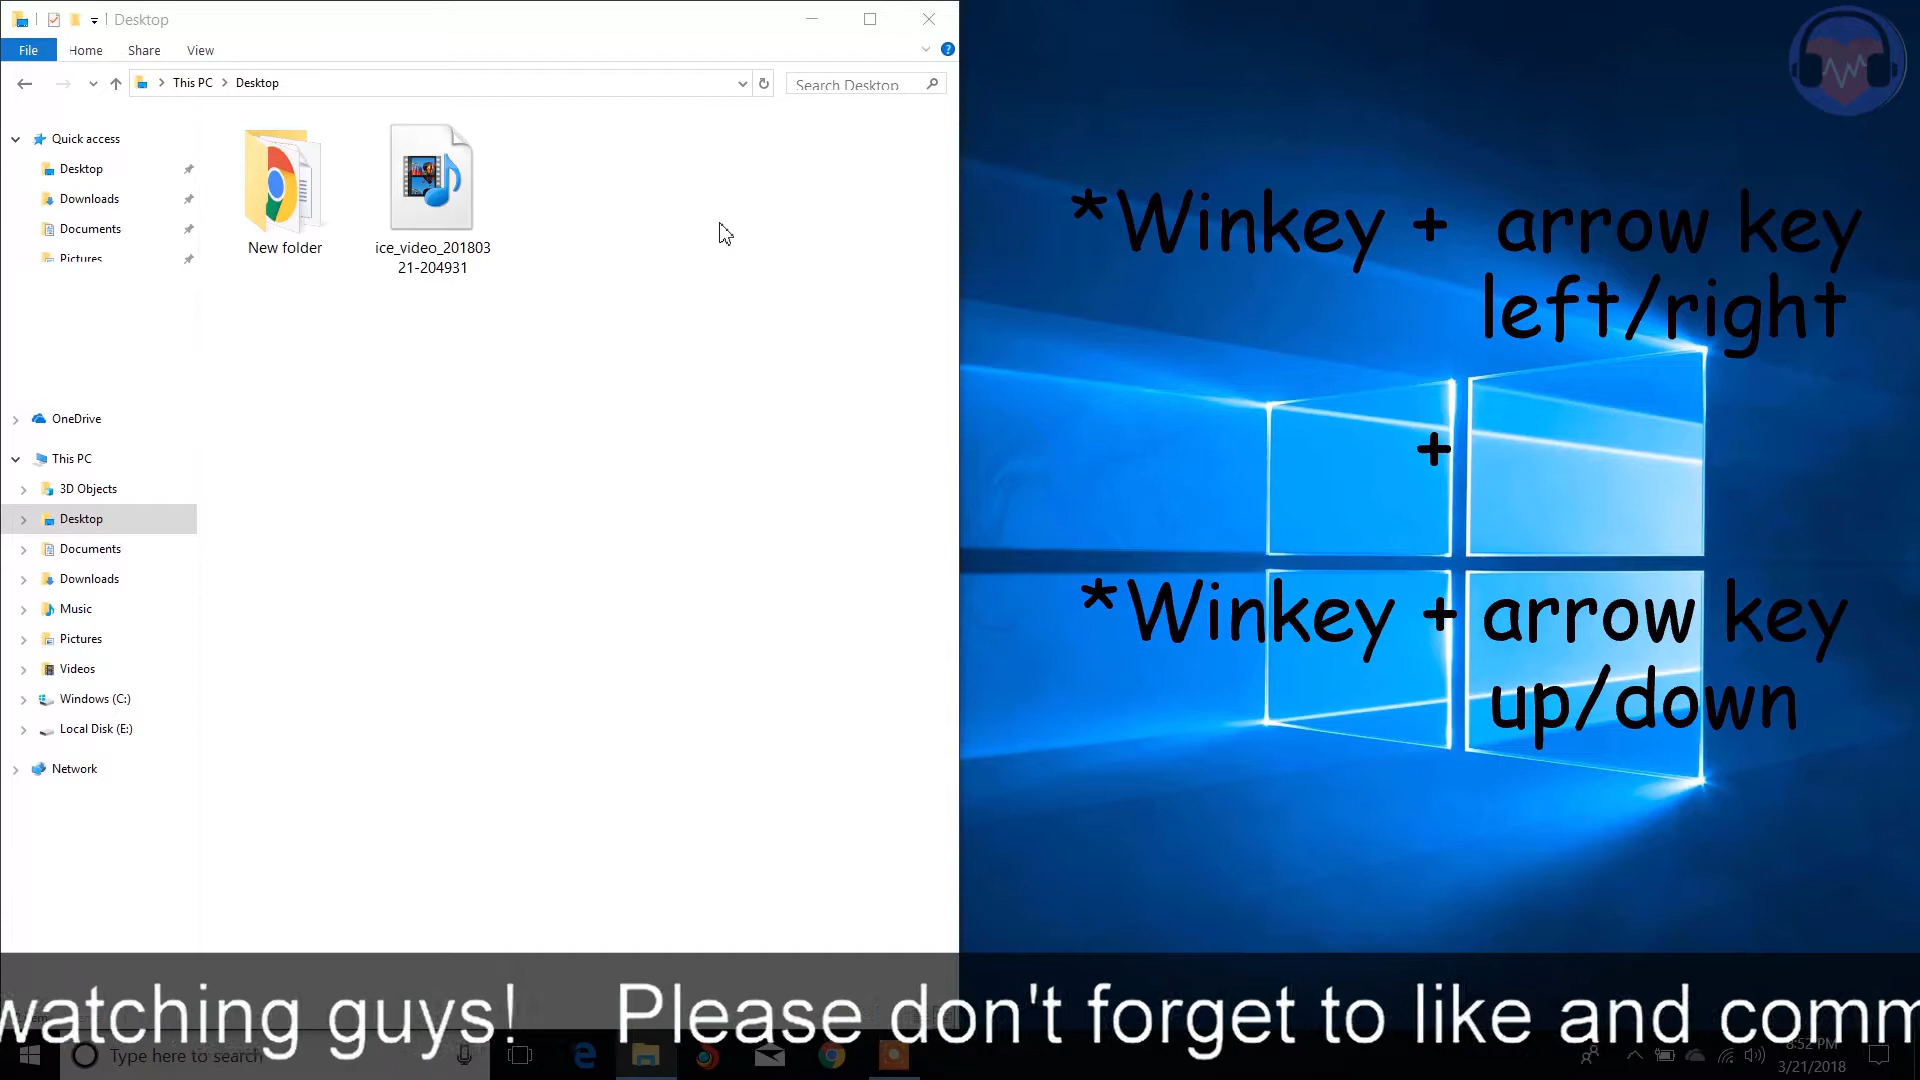 Desktop
File Home Share View
This PC Desktop
Search Desktop
Quick access
Desktop
Downloads
Documents
Pictures
OneDrive
This PC
3D Objects
Desktop
Documents
Downloads
Music
Pictures
Videos
Windows (C:)
Local Disk (E:)
Network
New folder
ice_video_201803
21-204931
*Winkey + arrow key
left/right
+
*Winkey + arrow key
up/down
watching guys! Please don't forget to like and comm
Type here to search
8:52 PM
3/21/2018